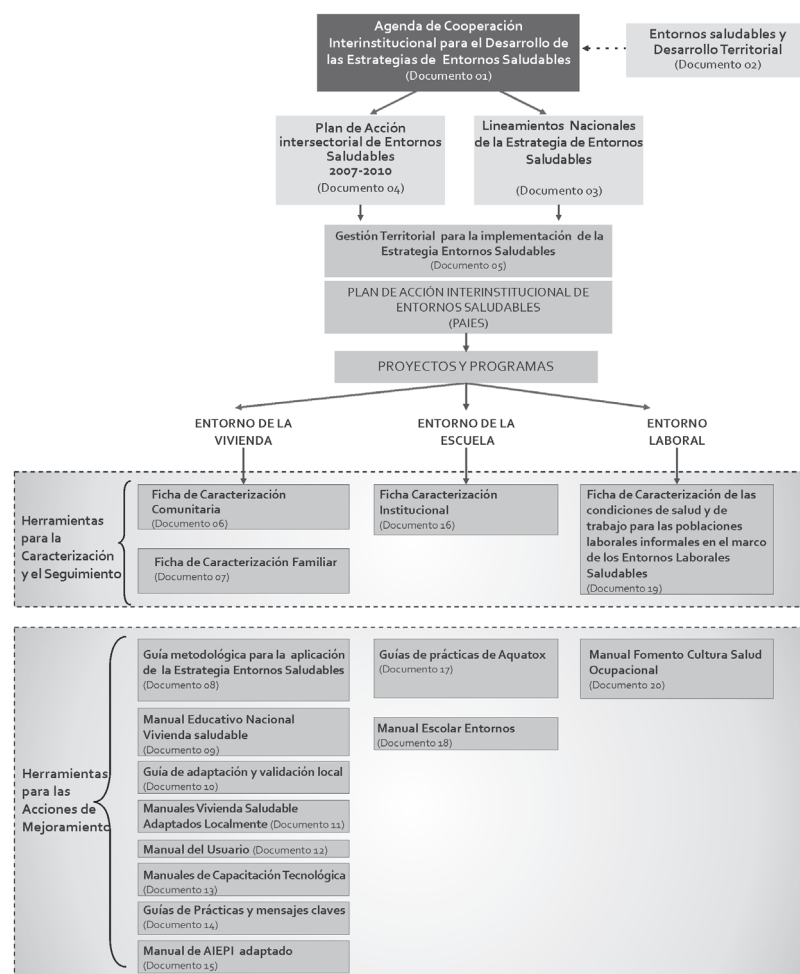 Agenda de Cooperación
Interinstitucional para el Desarrollo de
las Estrategias de Entornos Saludables
(Documento 01)
Entornos saludables y
Desarrollo Territorial
(Documento 02)
Plan de Acción
intersectorial de Entornos
Saludables
2007-2010
(Documento 04)
Lineamientos Nacionales
de la Estrategia de Entornos
Saludables
(Documento 03)
Gestión Territorial para la implementación de la
Estrategia Entornos Saludables
(Documento 05)
PLAN DE ACCIÓN INTERINSTITUCIONAL DE
ENTORNOS SALUDABLES
(PAIES)
PROYECTOS Y PROGRAMAS
ENTORNO DE LA
VIVIENDA
ENTORNO DE LA
ESCUELA
ENTORNO
LABORAL
Herramientas
para la
Caracterización
y el Seguimiento
Ficha de Caracterización
Comunitaria
(Documento 06)
Ficha de Caracterización Familiar
(Documento 07)
Ficha Caracterización
Institucional
(Documento 16)
Ficha de Caracterización de las
condiciones de salud y de
trabajo para las poblaciones
laborales informales en el marco
de los Entornos Laborales
Saludables
(Documento 19)
Herramientas
para las
Acciones de
Mejoramiento
Guía metodológica para la aplicación
de la Estrategia Entornos Saludables
(Documento 08)
Manual Educativo Nacional
Vivienda saludable
(Documento 09)
Guía de adaptación y validación local
(Documento 10)
Manuales Vivienda Saludable
Adaptados Localmente (Documento 11)
Manual del Usuario (Documento 12)
Manuales de Capacitación Tecnológica
(Documento 13)
Guías de Prácticas y mensajes claves
(Documento 14)
Manual de AIEPI adaptado
(Documento 15)
Guías de prácticas de Aquatox
(Documento 17)
Manual Escolar Entornos
(Documento 18)
Manual Fomento Cultura Salud
Ocupacional
(Documento 20)